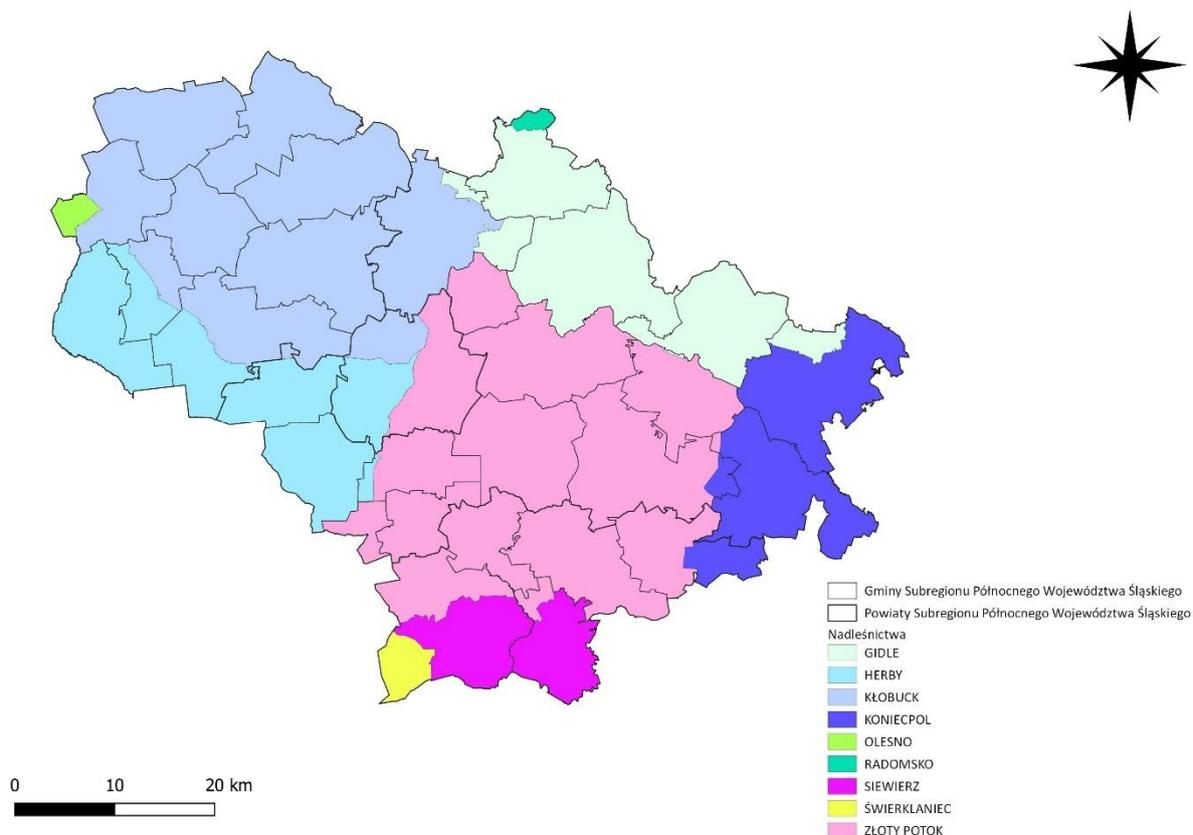 Gminy Subregionu Północnego Województwa Śląskiego
Powiaty Subregionu Północnego Województwa Śląskiego
Nadleśnictwa
GIDLE
HERBY
KŁOBUCK
KONIECPOL
OLESNO
RADOMSKO
SIEWIERZ
ŚWIERKLANIEC
ZŁOTY POTOK
0 10 20 km